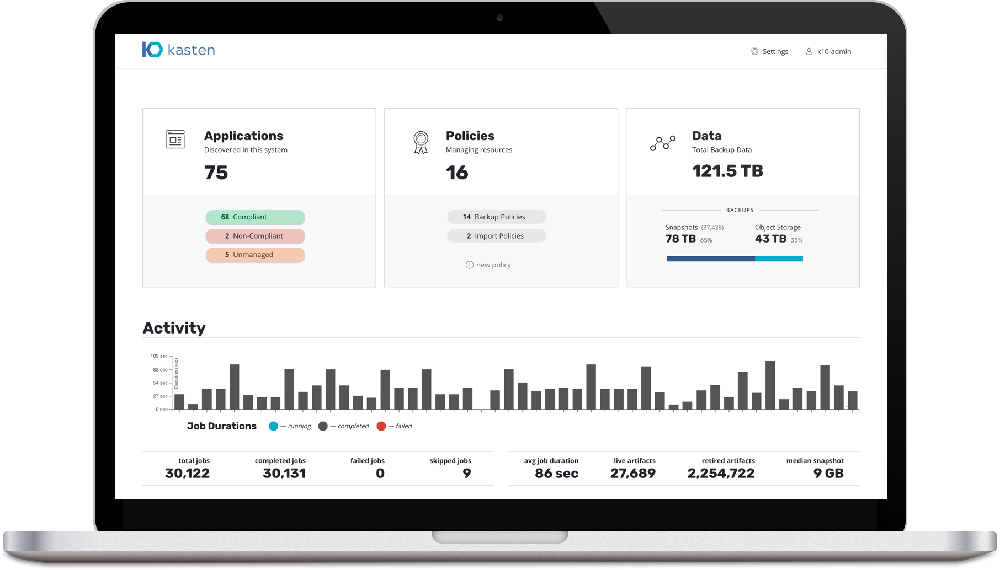 kasten
Settings k10-admin
Applications
Discovered in this system
75
68 Compliant
2 Non-Compliant
5 Unmanaged
Policies
Managing resources
16
14 Backup Policies
2 Import Policies
new policy
Data
Total Backup Data
121.5 TB
BACKUPS
Snapshots (37,438)
78 TB 65%
Object Storage
43 TB 35%
Activity
109 sec
82 sec
54 sec
27 sec
0 sec
Duration (sec)
Job Durations — running — completed — failed
total jobs completed jobs failed jobs skipped jobs avg job duration live artifacts retired artifacts median snapshot
30,122 30,131 0 9 86 sec 27,689 2,254,722 9 GB